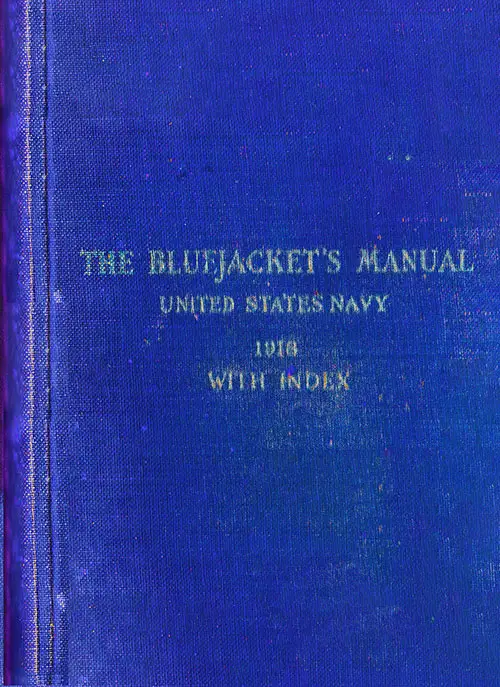 THE BLUEJACKET'S MANUAL
UNITED STATES NAVY
1918
WITH INDEX